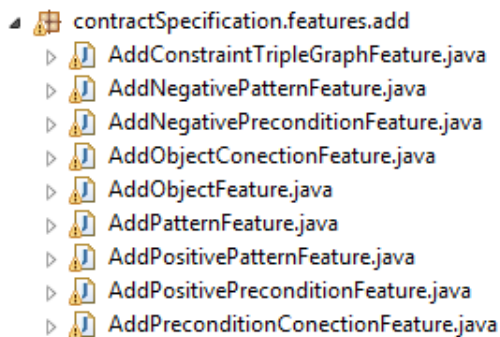 contractSpecification.features.add
AddConstraintTripleGraphFeature.java
AddNegativePatternFeature.java
AddNegativePreconditionFeature.java
AddObjectConectionFeature.java
AddObjectFeature.java
AddPatternFeature.java
AddPositivePatternFeature.java
AddPositivePreconditionFeature.java
AddPreconditionConectionFeature.java